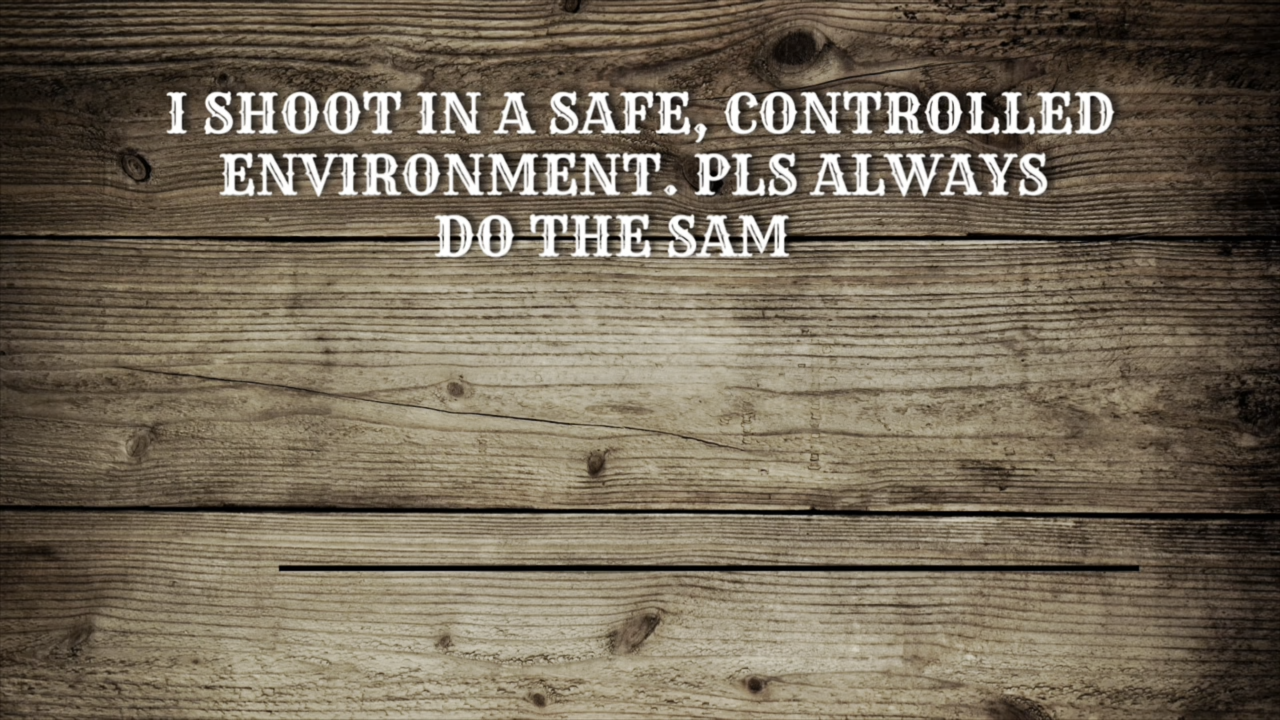 I SHOOT IN A SAFE, CONTROLLED
ENVIRONMENT. PLS ALWAYS
DO THE SAM